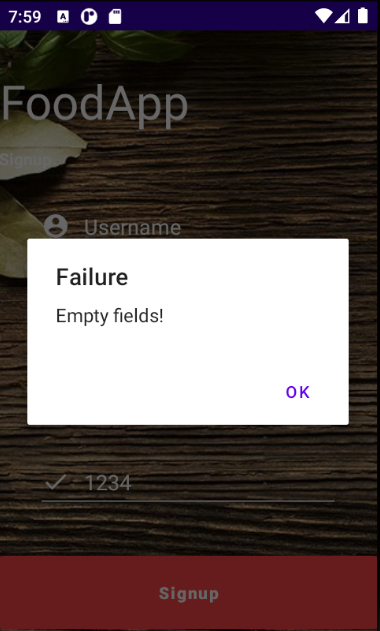 7:59
FoodApp
Signup
Username
Failure
Empty fields!
OK
1234
Signup